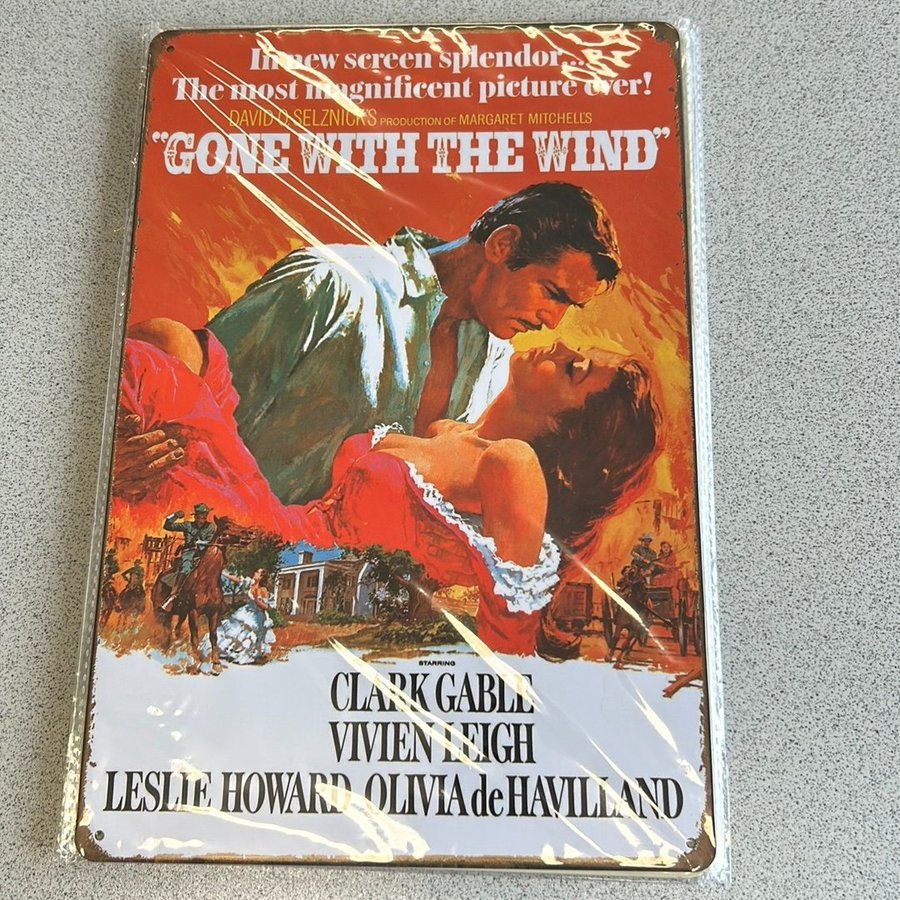 In new screen splendor...
The most magnificent picture ever!
DAVID O. SELZNICK'S PRODUCTION OF MARGARET MITCHELL'S
"GONE WITH THE WIND"
STARRING
CLARK GABLE
VIVIEN LEIGH
LESLIE HOWARD OLIVIA de HAVILLAND